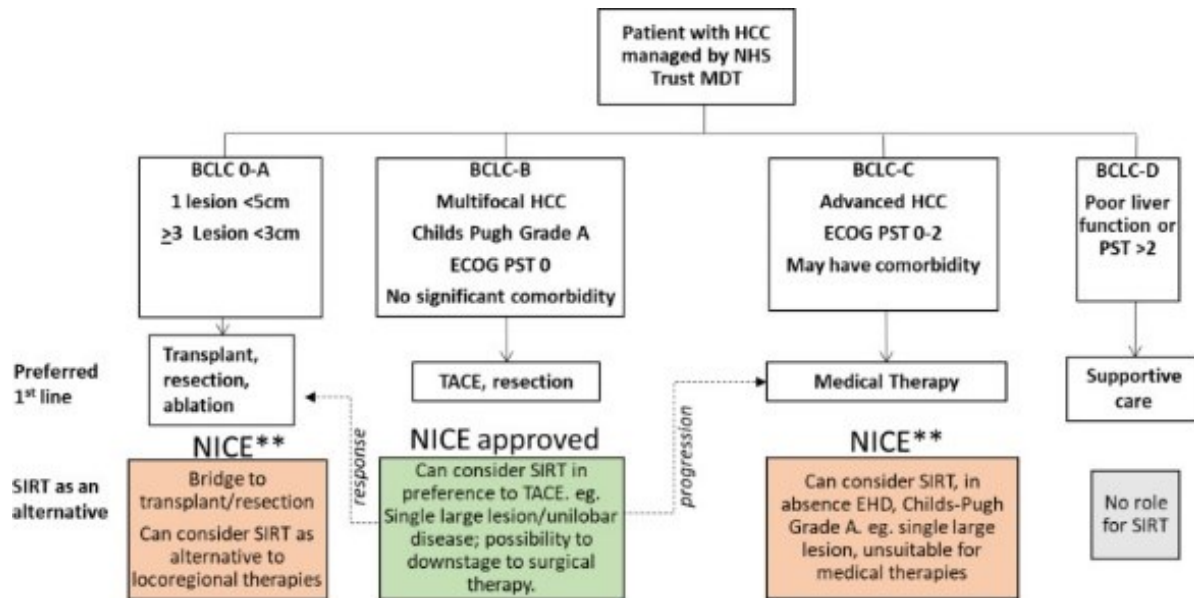 Patient with HCC
managed by NHS
Trust MDT
BCLC 0-A
1 lesion <5cm
≥3 Lesion <3cm
BCLC-B
Multifocal HCC
Childs Pugh Grade A
ECOG PST 0
No significant comorbidity
BCLC-C
Advanced HCC
ECOG PST 0-2
May have comorbidity
BCLC-D
Poor liver
function or
PST >2
Preferred
1st line
Transplant,
resection,
ablation
TACE, resection
Medical Therapy
Supportive
care
response
progression
SIRT as an
alternative
NICE**
Bridge to
transplant/resection
Can consider SIRT as
alternative to
locoregional therapies
NICE approved
Can consider SIRT in
preference to TACE. eg.
Single large lesion/unilobar
disease; possibility to
downstage to surgical
therapy.
NICE**
Can consider SIRT, in
absence EHD, Childs-Pugh
Grade A. eg. single large
lesion, unsuitable for
medical therapies
No role
for SIRT